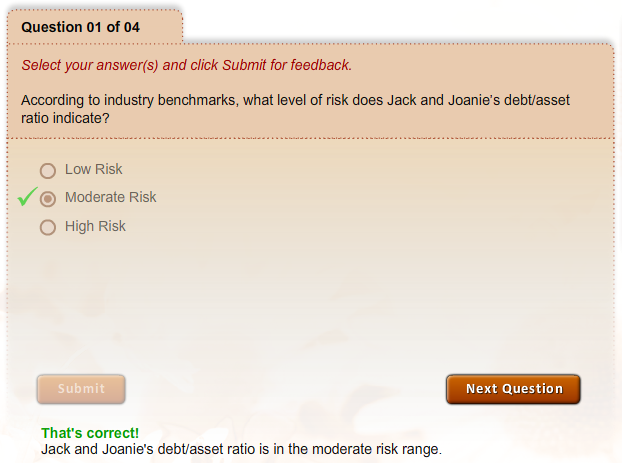 Question 01 of 04
Select your answer(s) and click Submit for feedback.
According to industry benchmarks, what level of risk does Jack and Joanie's debt/asset
ratio indicate?
Low Risk
Moderate Risk
High Risk
Submit
Next Question
That's correct!
Jack and Joanie's debt/asset ratio is in the moderate risk range.